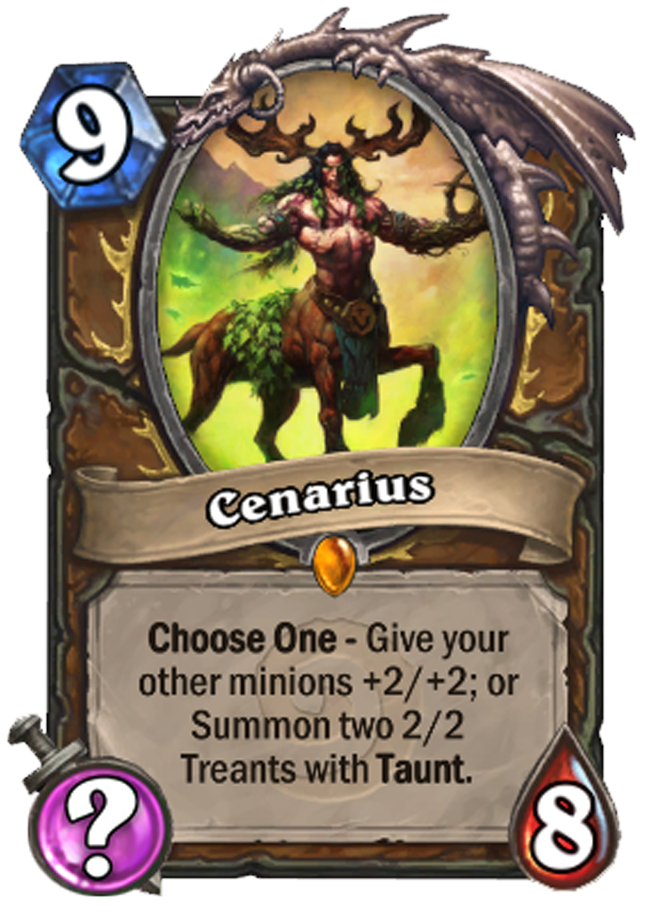 9
Cenarius
Choose One - Give your
other minions +2/+2; or
Summon two 2/2
Treants with Taunt.
? 8